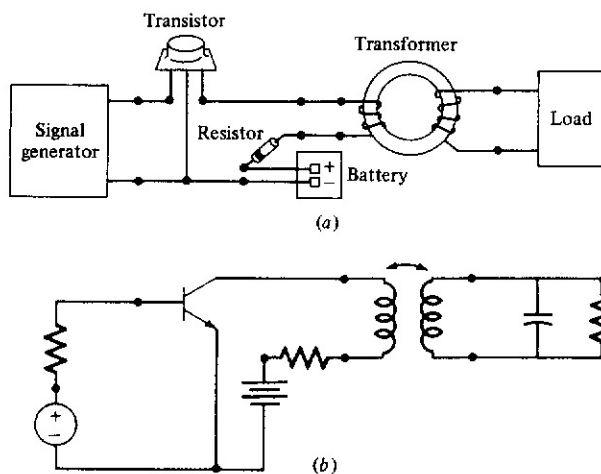 Transistor
Transformer
Signal
generator
Resistor
Load
+
−
Battery
(a)
+
−
(b)